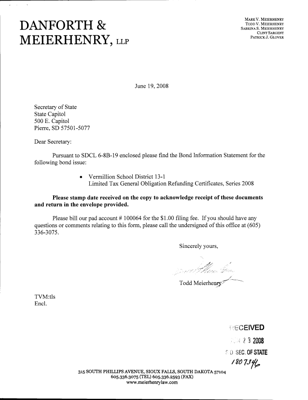 DANFORTH &
MEIERHENRY, LLP
MARK V. MEIERHENRY
TODD V. MEIERHENRY
SABRINA B. MEIERHENRY
CLINT SARGENT
PATRICK J. GLOVER
June 19, 2008
Secretary of State
State Capitol
500 E. Capitol
Pierre, SD 57501-5077
Dear Secretary:
Pursuant to SDCL 6-8B-19 enclosed please find the Bond Information Statement for the
following bond issue:
• Vermillion School District 13-1
Limited Tax General Obligation Refunding Certificates, Series 2008
Please stamp date received on the copy to acknowledge receipt of these documents
and return in the envelope provided.
Please bill our pad account # 100064 for the $1.00 filing fee. If you should have any
questions or comments relating to this form, please call the undersigned of this office at (605)
336-3075.
Sincerely yours,
Todd Meierhenry
TVM:lls
Encl.
RECEIVED
2008
SEC. OF STATE
315 SOUTH PHILLIPS AVENUE, SIOUX FALLS, SOUTH DAKOTA 57104
605.336.3075 (TEL) 605.336.2593 (FAX)
www.meierhenrylaw.com